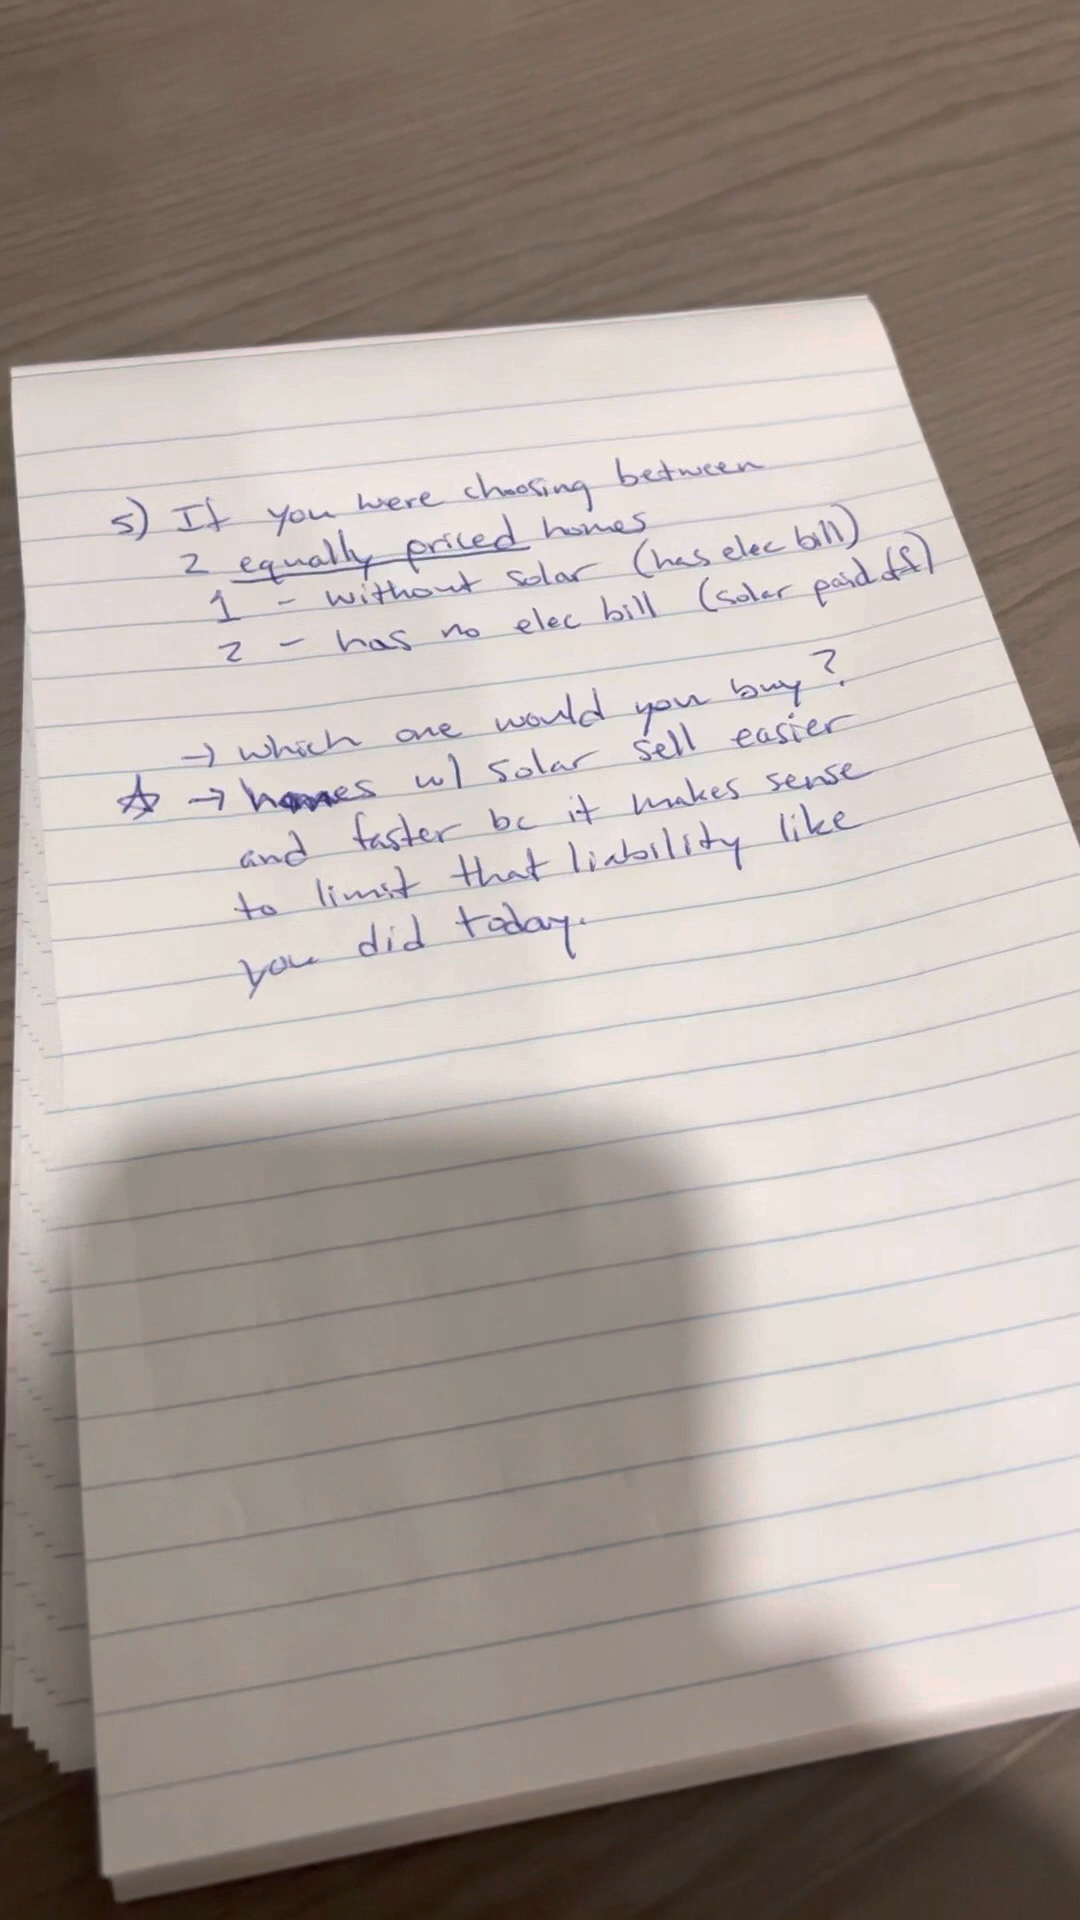 5) If you were choosing between
2 equally priced homes
1 - without solar (has elec bill)
2 - has no elec bill (solar paid off)
→ which one would you buy?
☆ → homes w/ solar sell easier
and faster bc it makes sense
to limit that liability like
you did today.